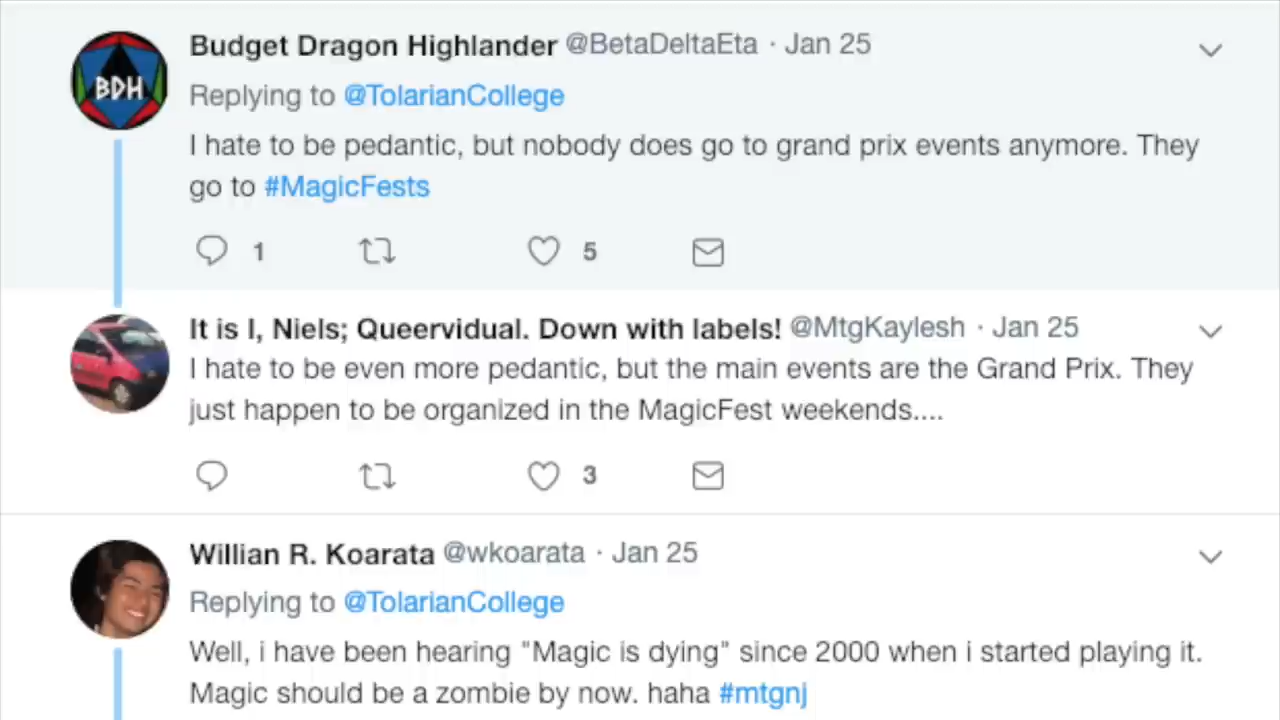 BDH
Budget Dragon Highlander @BetaDeltaEta · Jan 25
Replying to @TolarianCollege
I hate to be pedantic, but nobody does go to grand prix events anymore. They
go to #MagicFests
1 5
It is I, Niels; Queervidual. Down with labels! @MtgKaylesh · Jan 25
I hate to be even more pedantic, but the main events are the Grand Prix. They
just happen to be organized in the MagicFest weekends....
3
Willian R. Koarata @wkoarata · Jan 25
Replying to @TolarianCollege
Well, i have been hearing "Magic is dying" since 2000 when i started playing it.
Magic should be a zombie by now. haha #mtgnj